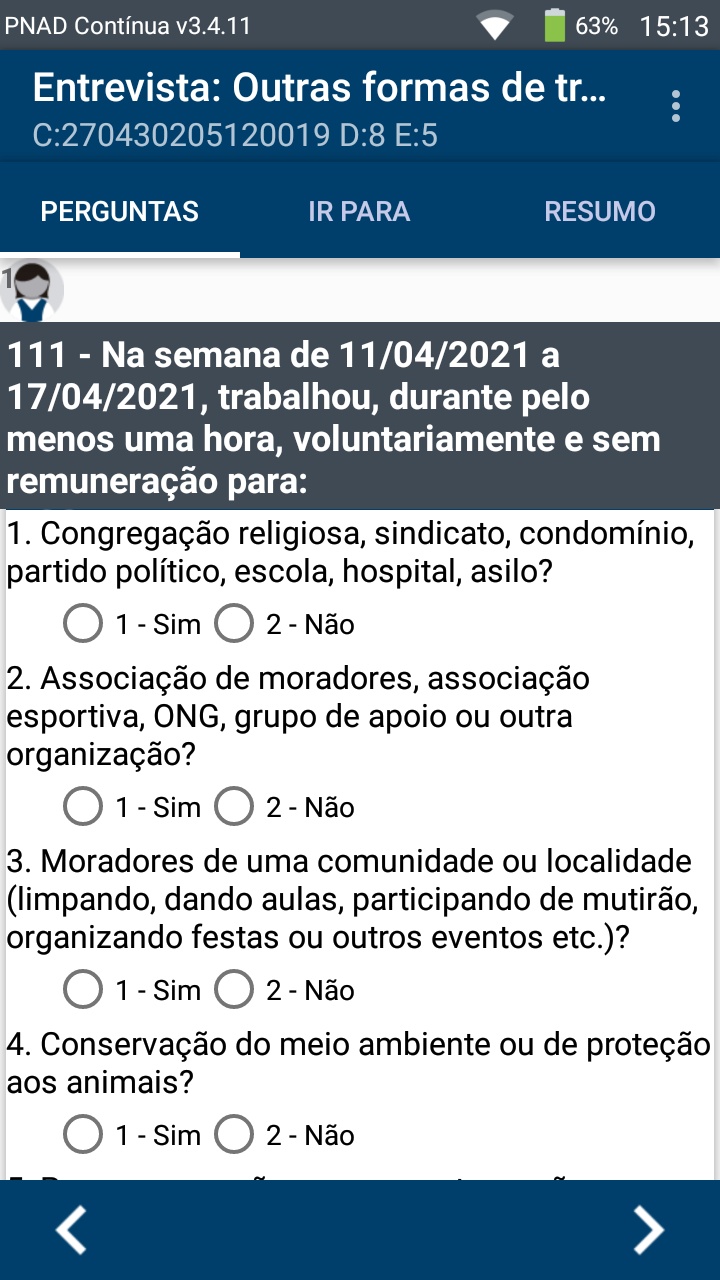 PNAD Contínua v3.4.11 63% 15:13
Entrevista: Outras formas de tr...
C:270430205120019 D:8 E:5
PERGUNTAS IR PARA RESUMO
1
111 - Na semana de 11/04/2021 a
17/04/2021, trabalhou, durante pelo
menos uma hora, voluntariamente e sem
remuneração para:
1. Congregação religiosa, sindicato, condomínio,
partido político, escola, hospital, asilo?
1 - Sim 2 - Não
2. Associação de moradores, associação
esportiva, ONG, grupo de apoio ou outra
organização?
1 - Sim 2 - Não
3. Moradores de uma comunidade ou localidade
(limpando, dando aulas, participando de mutirão,
organizando festas ou outros eventos etc.)?
1 - Sim 2 - Não
4. Conservação do meio ambiente ou de proteção
aos animais?
1 - Sim 2 - Não